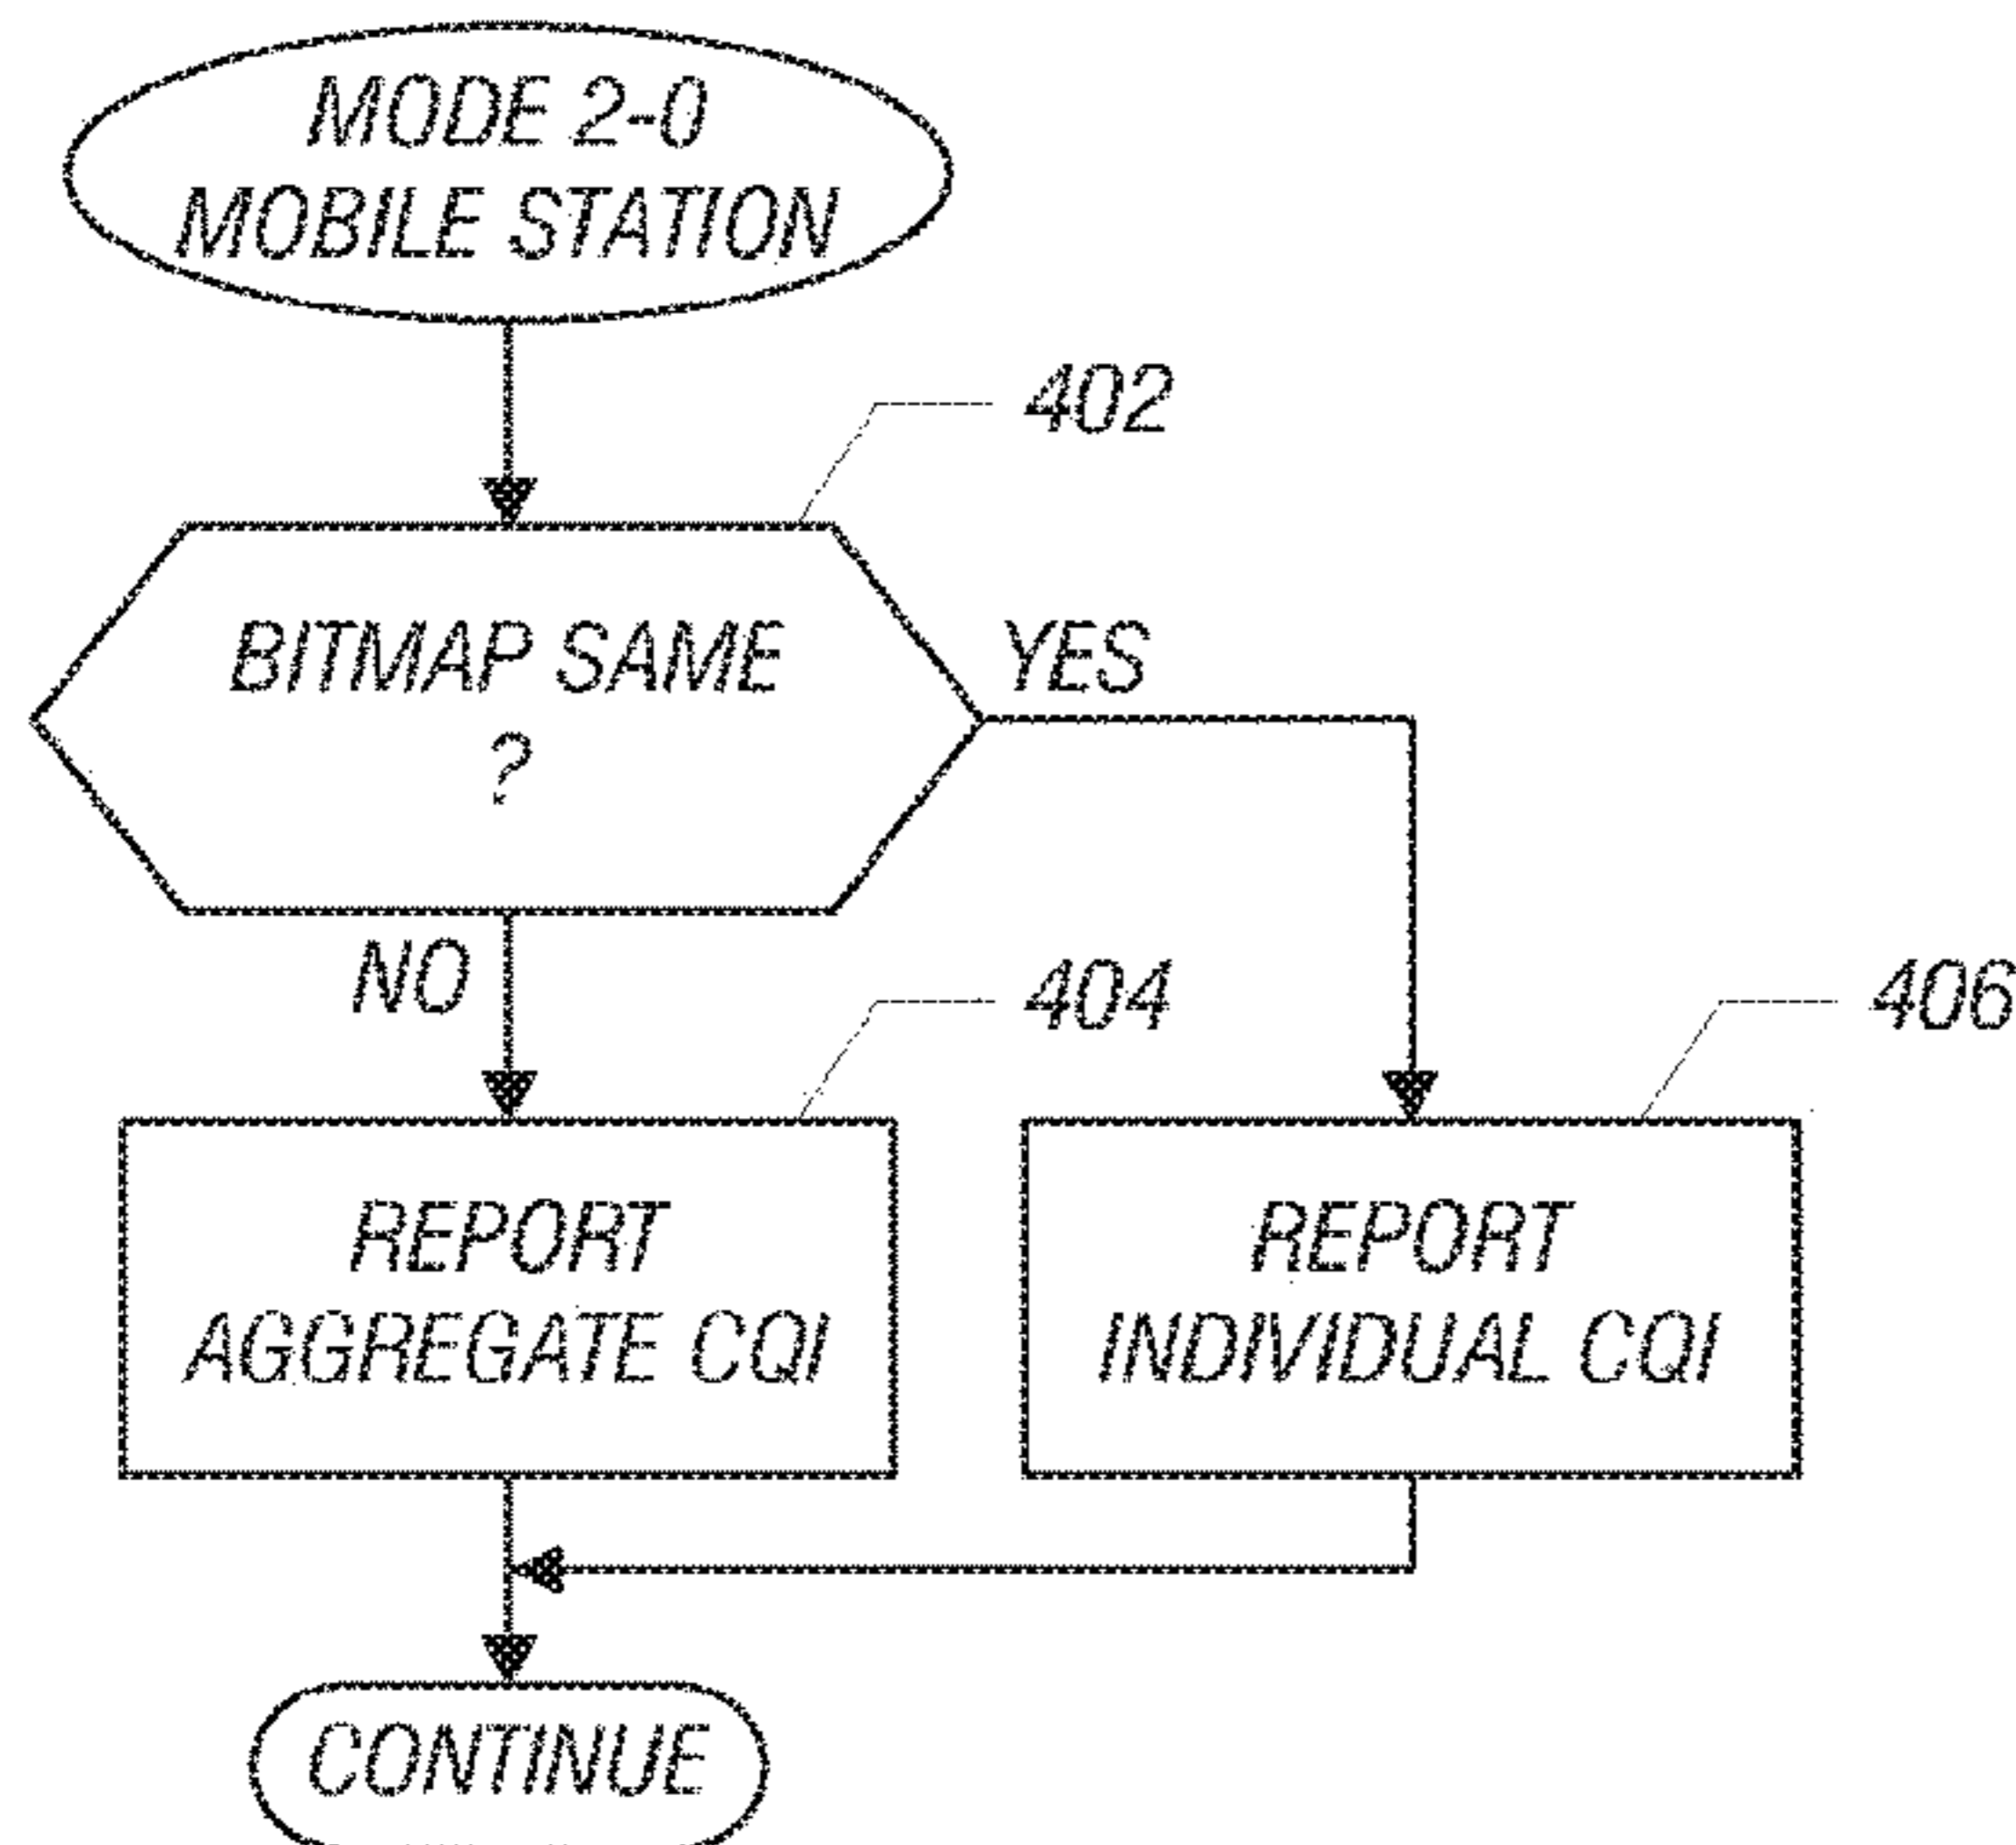 MODE 2-0
MOBILE STATION
402
BITMAP SAME
?
YES
NO
404
406
REPORT
AGGREGATE CQI
REPORT
INDIVIDUAL CQI
CONTINUE